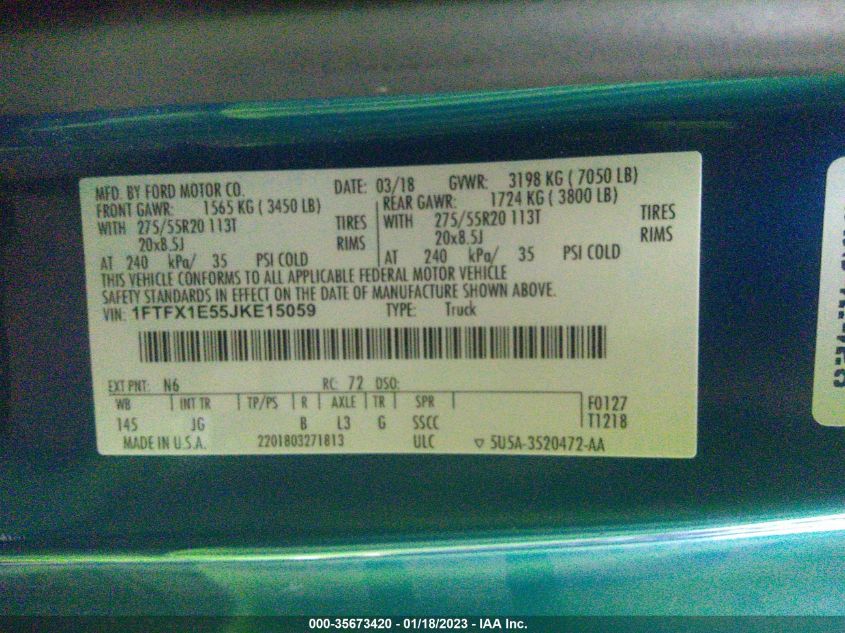 MFD. BY FORD MOTOR CO.
DATE: 03/18 GVWR: 3198 KG ( 7050 LB)
FRONT GAWR: 1565 KG ( 3450 LB)
WITH 275/55R20 113T TIRES
20x8.5J RIMS
AT 240 kPa/ 35 PSI COLD
REAR GAWR: 1724 KG ( 3800 LB)
WITH 275/55R20 113T TIRES
20x8.5J RIMS
AT 240 kPa/ 35 PSI COLD
THIS VEHICLE CONFORMS TO ALL APPLICABLE FEDERAL MOTOR VEHICLE
SAFETY STANDARDS IN EFFECT ON THE DATE OF MANUFACTURE SHOWN ABOVE.
VIN: 1FTFX1E55JKE15059 TYPE: Truck
EXT PNT: N6 RC: 72 DSO:
WB INT TR TP/PS R AXLE TR SPR F0127
145 JG B L3 G SSCC T1218
MADE IN U.S.A. 2201803271813 ULC ▽ 5U5A-3520472-AA
000-35673420 - 01/18/2023 - IAA Inc.